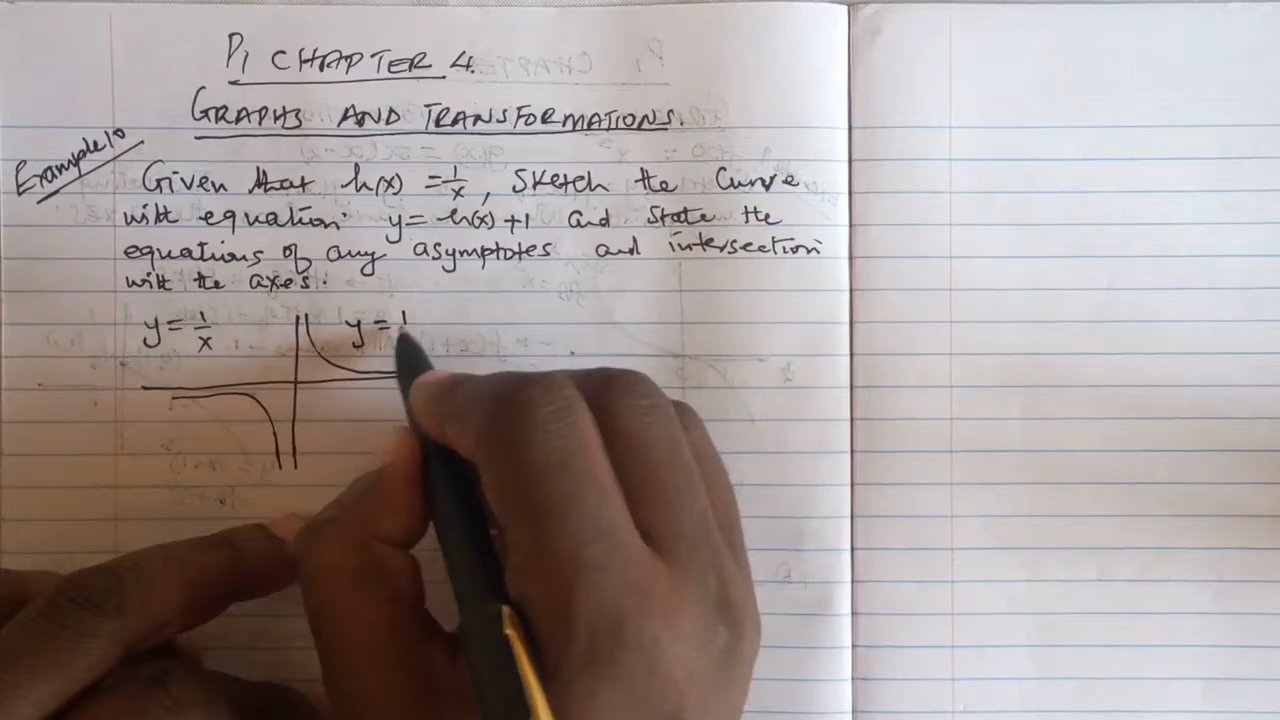 P1 CHAPTER 4.
GRAPHS AND TRANSFORMATIONS.
Example 10
Given that h(x) = 1/x, sketch the curve
with equation: y = h(x) + 1 and state the
equations of any asymptotes and intersection
with the axes.
y = 1/x
y = 1